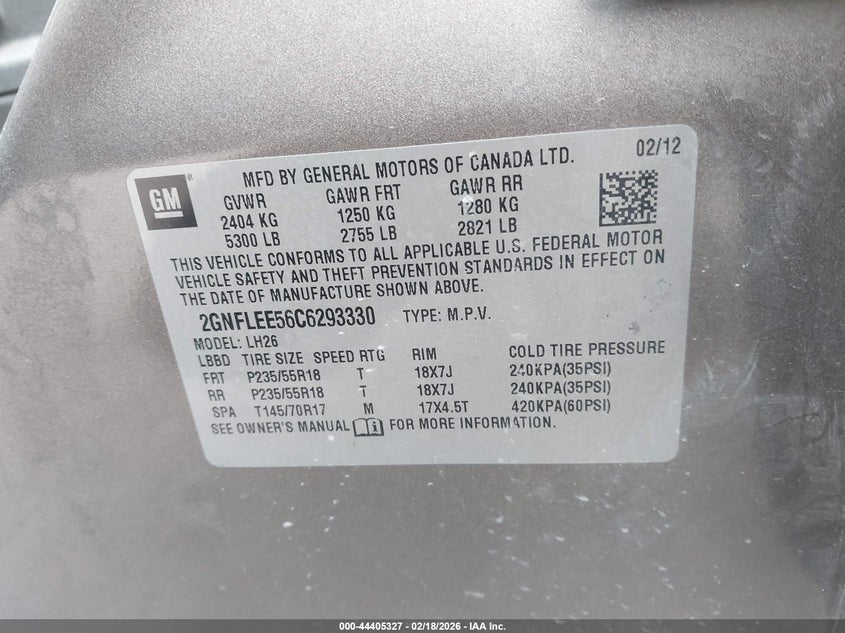 MFD BY GENERAL MOTORS OF CANADA LTD. 02/12
GM ®
GVWR GAWR FRT GAWR RR
2404 KG 1250 KG 1280 KG
5300 LB 2755 LB 2821 LB
THIS VEHICLE CONFORMS TO ALL APPLICABLE U.S. FEDERAL MOTOR
VEHICLE SAFETY AND THEFT PREVENTION STANDARDS IN EFFECT ON
THE DATE OF MANUFACTURE SHOWN ABOVE.
2GNFLEE56C6293330 TYPE: M.P.V.
MODEL: LH26
LBBD TIRE SIZE SPEED RTG RIM COLD TIRE PRESSURE
FRT P235/55R18 T 18X7J 240KPA(35PSI)
RR P235/55R18 T 18X7J 240KPA(35PSI)
SPA T145/70R17 M 17X4.5T 420KPA(60PSI)
SEE OWNER'S MANUAL i FOR MORE INFORMATION.
000-44405327 - 02/18/2026 - IAA Inc.